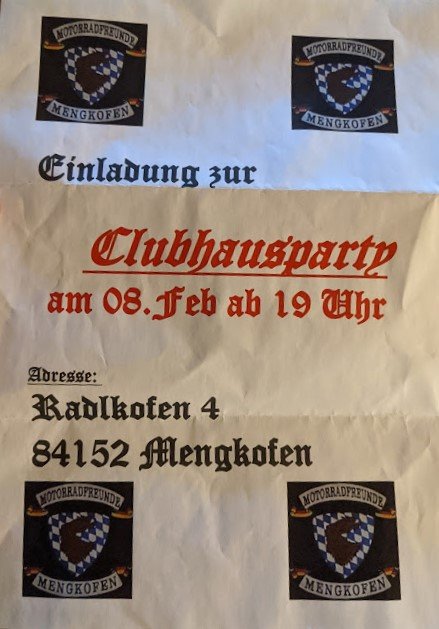 MOTORRADFREUNDE
MENGKOFEN
MOTORRADFREUNDE
MENGKOFEN
Einladung zur
Clubhausparty
am 08.Feb ab 19 Uhr
Adresse:
Radlkofen 4
84152 Mengkofen
MOTORRADFREUNDE
MENGKOFEN
MOTORRADFREUNDE
MENGKOFEN